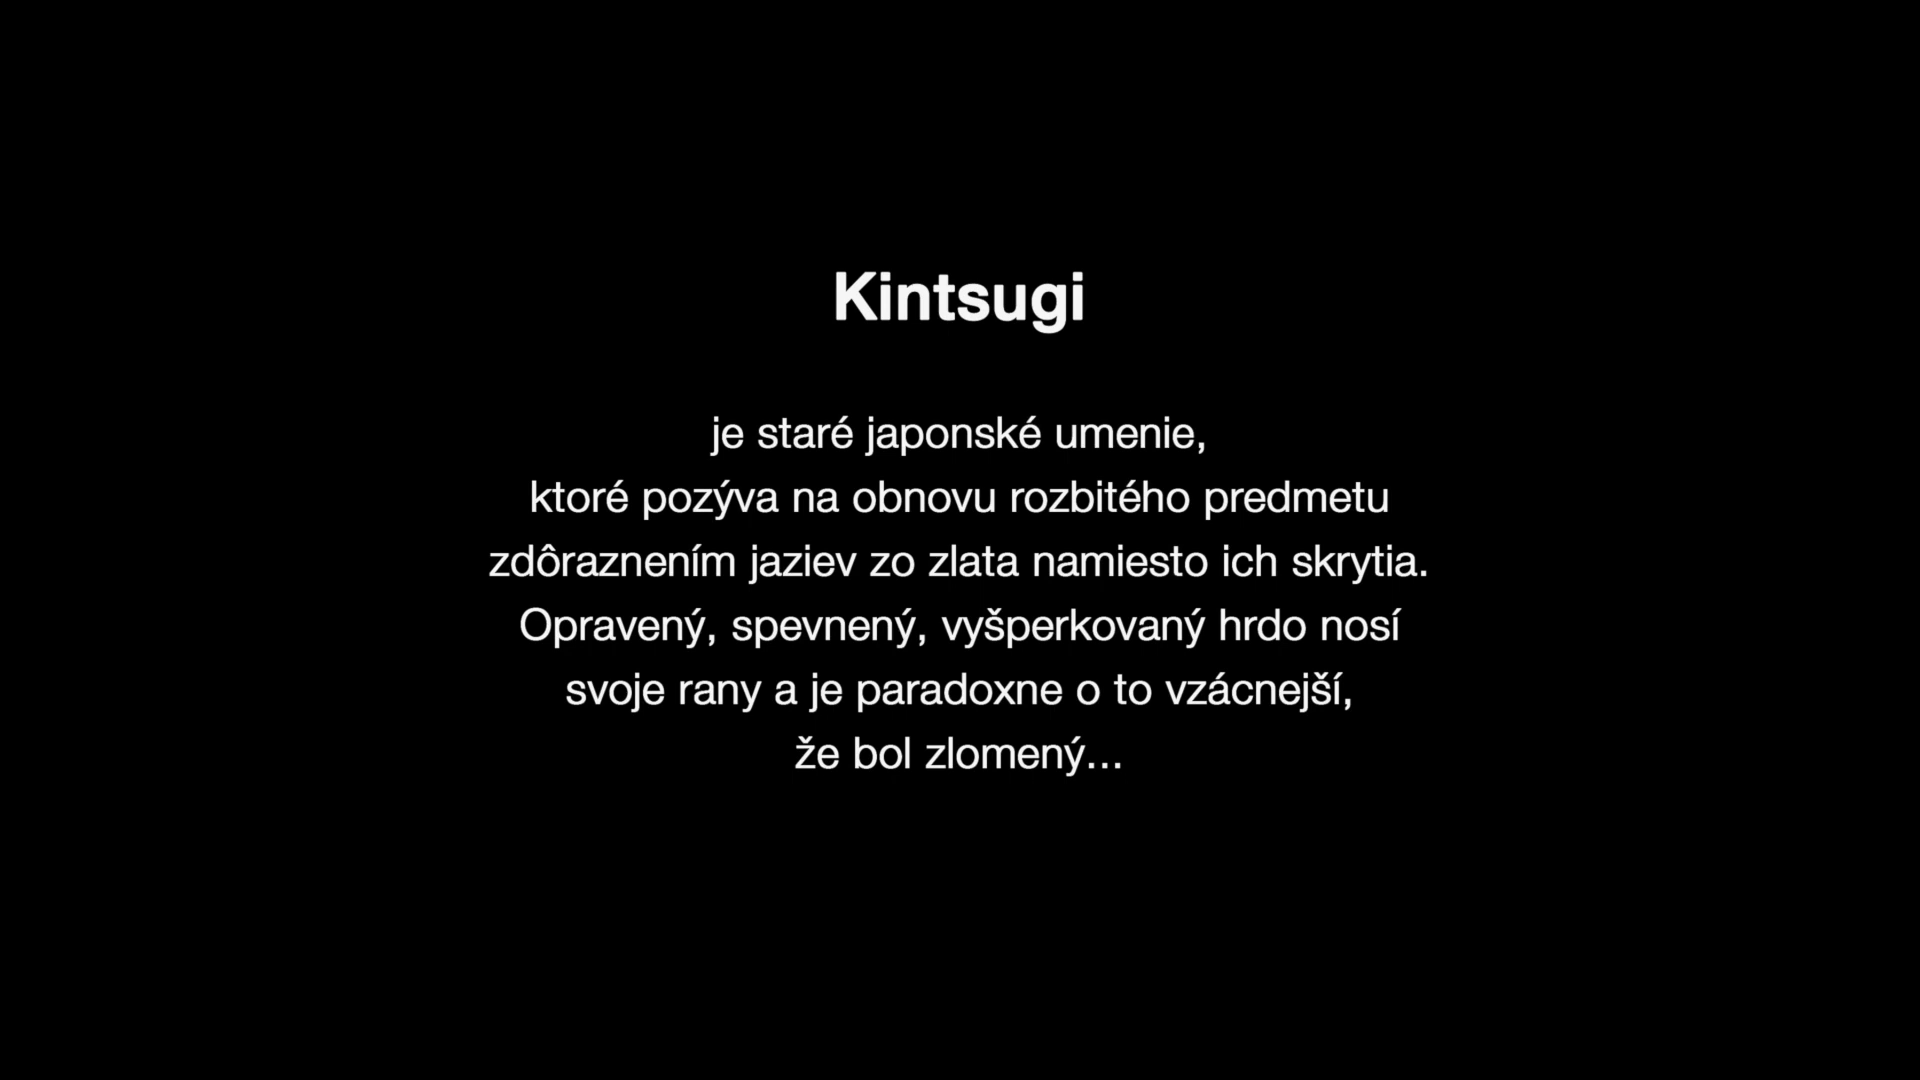 Kintsugi
je staré japonské umenie,
ktoré pozýva na obnovu rozbitého predmetu
zdôraznením jaziev zo zlata namiesto ich skrytia.
Opravený, spevnený, vyšperkovaný hrdo nosí
svoje rany a je paradoxne o to vzácnejší,
že bol zlomený...